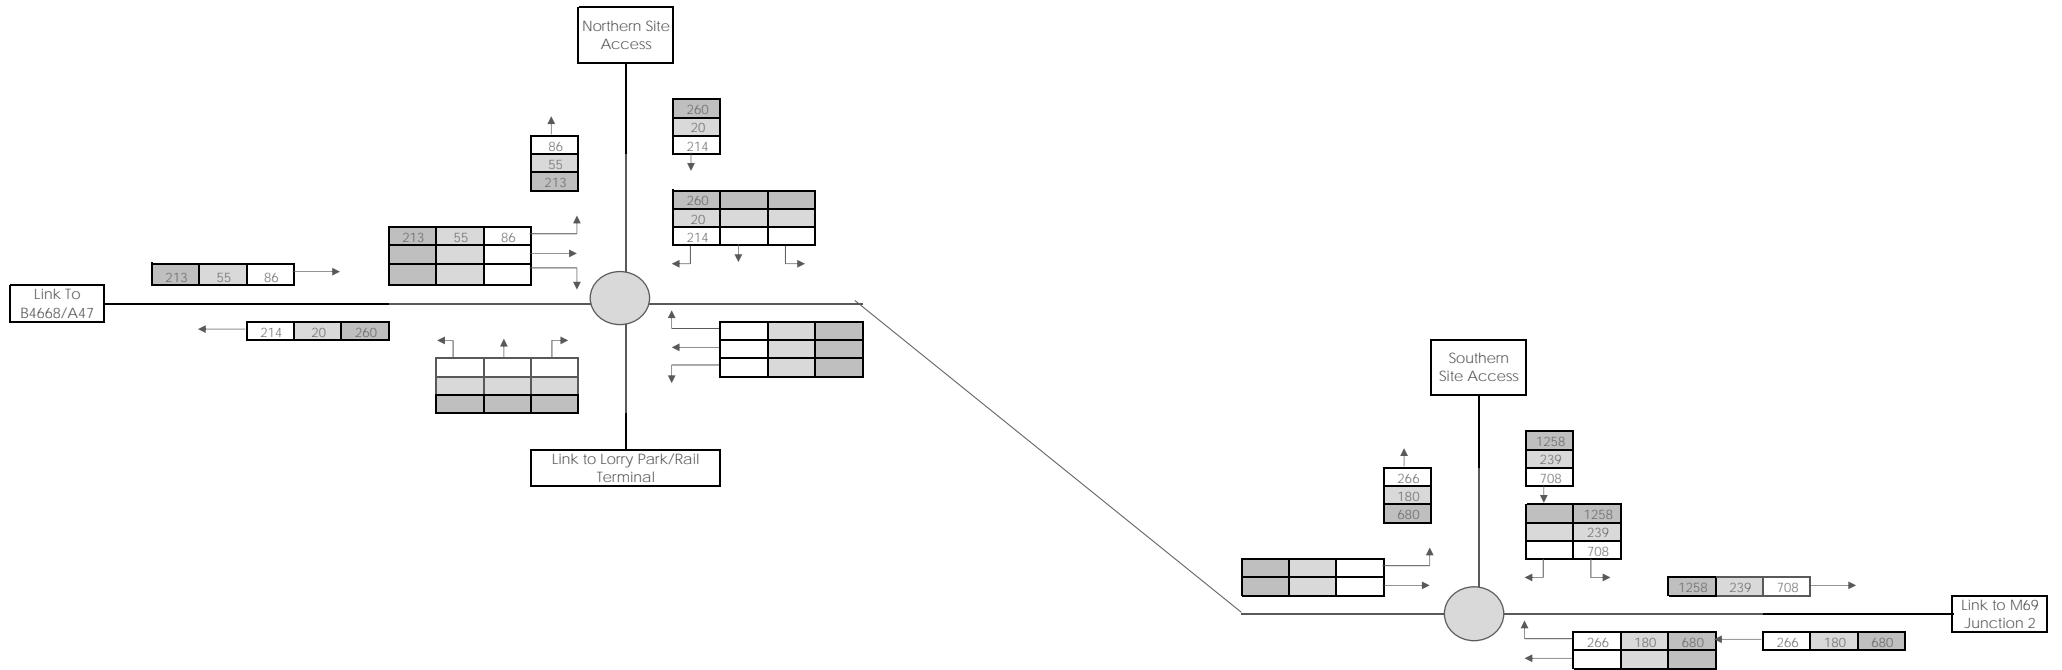 Northern Site
Access
260
20
214
86
55
213
260
20
214
213 55 86
213 55 86
Link To
B4668/A47
214 20 260
Link to Lorry Park/Rail
Terminal
Southern
Site Access
1258
239
708
266
180
680
1258
239
708
1258 239 708
Link to M69
Junction 2
266 180 680
266 180 680